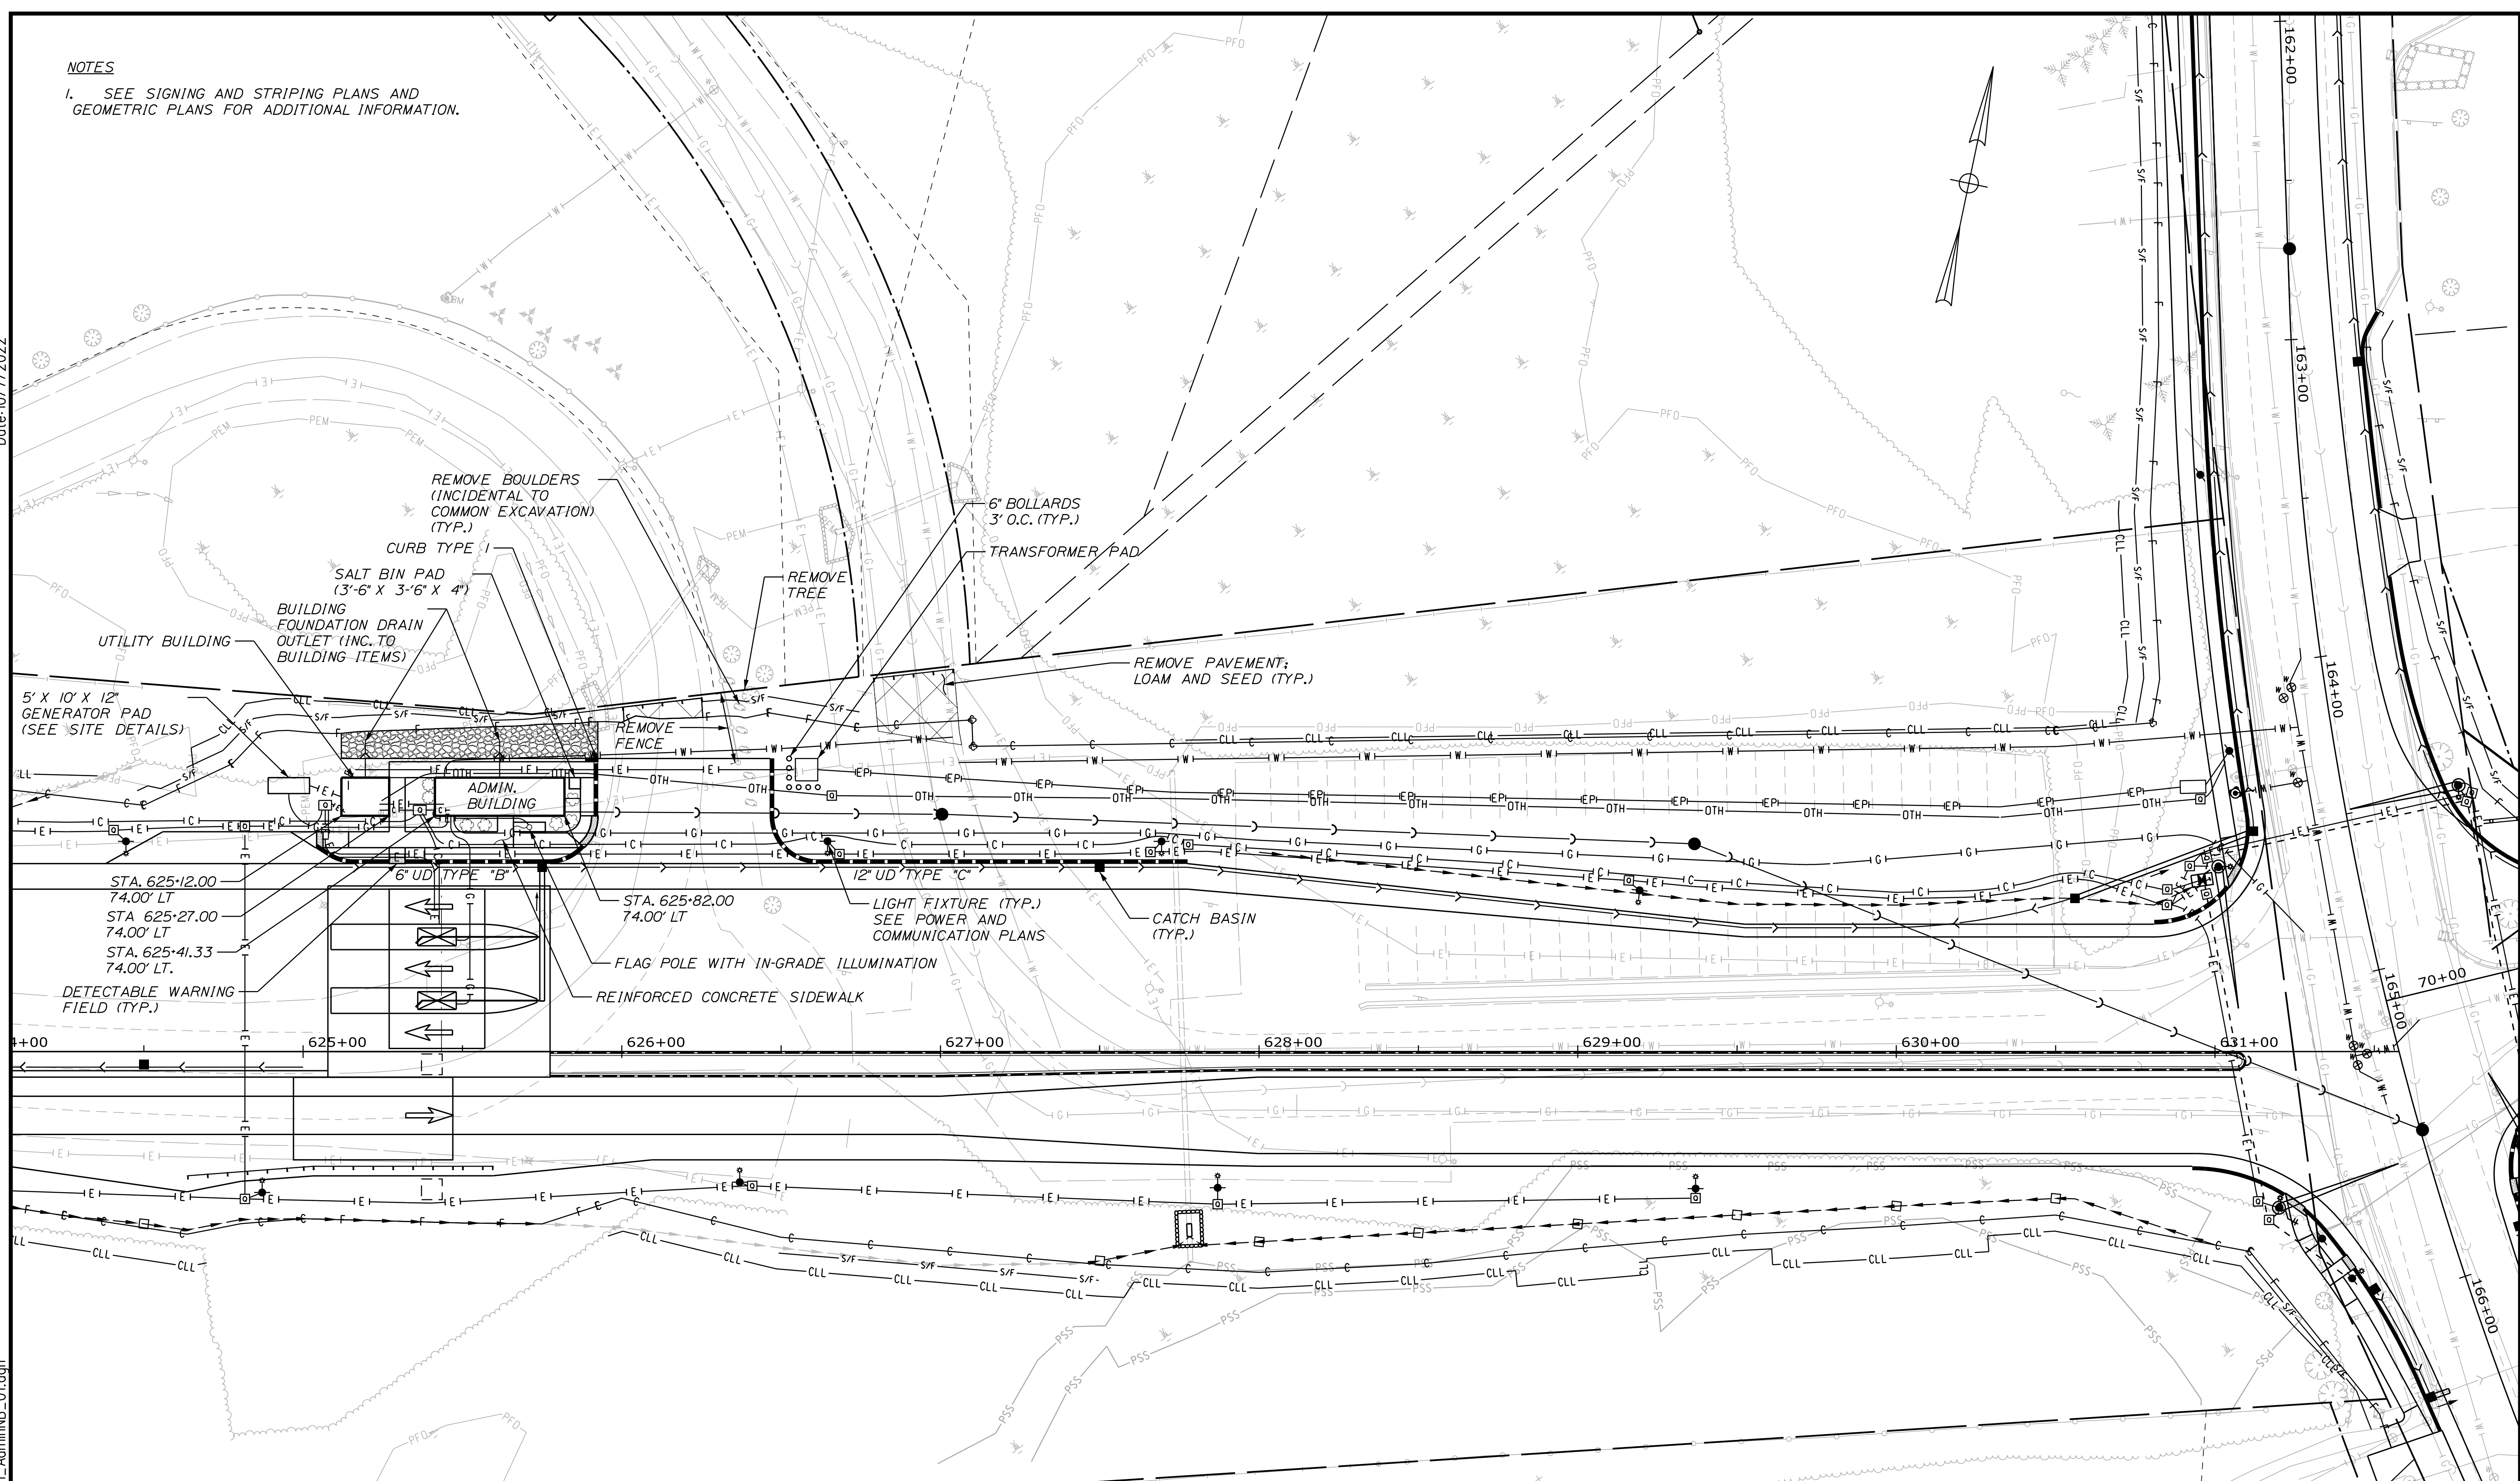 NOTES
1. SEE SIGNING AND STRIPING PLANS AND
GEOMETRIC PLANS FOR ADDITIONAL INFORMATION.
REMOVE BOULDERS
(INCIDENTAL TO
COMMON EXCAVATION)
(TYP.)
CURB TYPE 1
SALT BIN PAD
(3'-6" X 3-'6" X 4")
BUILDING
FOUNDATION DRAIN
OUTLET (INC. TO
BUILDING ITEMS)
UTILITY BUILDING
5' X 10' X 12"
GENERATOR PAD
(SEE SITE DETAILS)
6" BOLLARDS
3' O.C. (TYP.)
TRANSFORMER PAD
REMOVE
TREE
REMOVE PAVEMENT;
LOAM AND SEED (TYP.)
REMOVE
FENCE
ADMIN.
BUILDING
6" UD TYPE "B"
12" UD TYPE "C"
STA. 625+12.00
74.00' LT
STA 625+27.00
74.00' LT
STA. 625+41.33
74.00' LT.
DETECTABLE WARNING
FIELD (TYP.)
STA. 625+82.00
74.00' LT
LIGHT FIXTURE (TYP.)
SEE POWER AND
COMMUNICATION PLANS
CATCH BASIN
(TYP.)
FLAG POLE WITH IN-GRADE ILLUMINATION
REINFORCED CONCRETE SIDEWALK
4+00
625+00
626+00
627+00
628+00
629+00
630+00
631+00
162+00
163+00
164+00
165+00
166+00
70+00